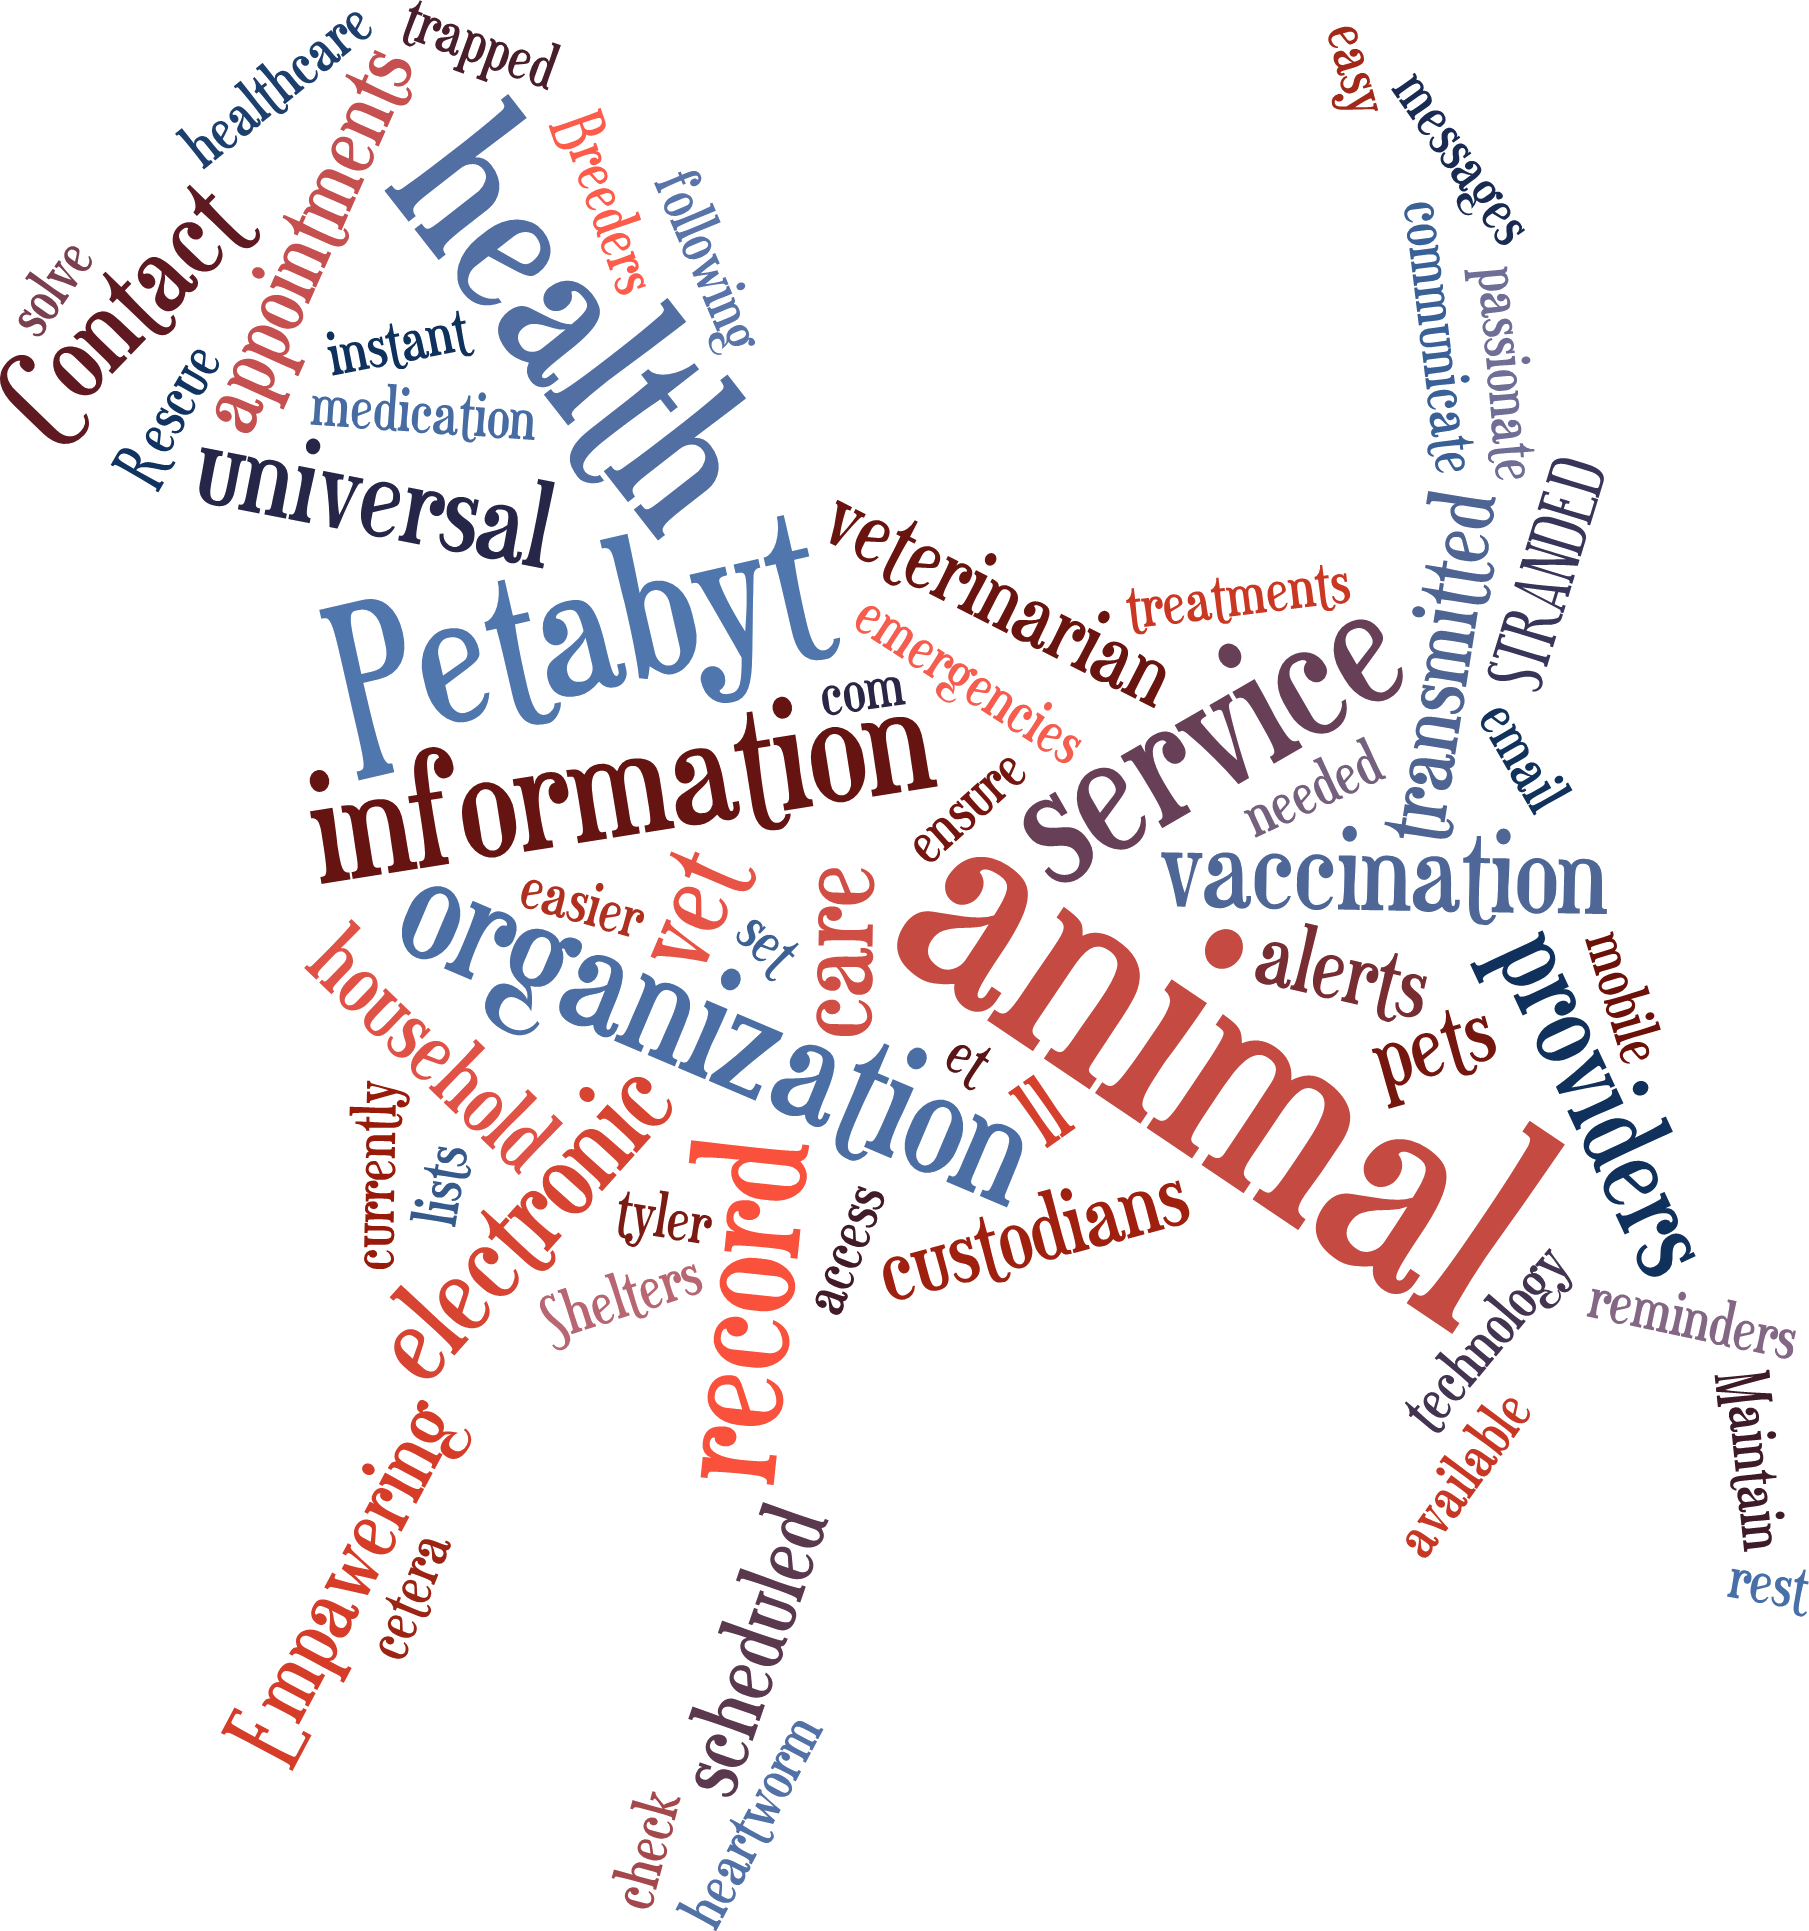 healthcare
trapped
easy
messages
appointments
health
Breeders
following
Contact
solve
communicate
passionate
instant
Rescue
medication
universal
STRANDED
transmitted
Petabyt
veterinarian
treatments
emergencies
service
com
information
email
ensure
needed
vaccination
vet
easier
care
set
animal
alerts
mobile
providers
pets
organization
household
et
II
currently
lists
electronic
record
tyler
access
custodians
Shelters
technology
reminders
Empawering
available
Maintain
cetera
scheduled
rest
check
heartworm